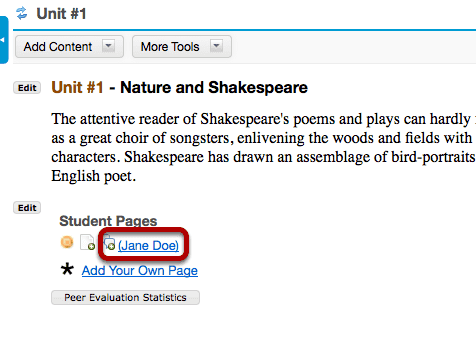 Unit #1
Add Content
More Tools
Edit
Unit #1 - Nature and Shakespeare
The attentive reader of Shakespeare's poems and plays can hardly
as a great choir of songsters, enlivening the woods and fields with
characters. Shakespeare has drawn an assemblage of bird-portraits
English poet.
Edit
Student Pages
(Jane Doe)
* Add Your Own Page
Peer Evaluation Statistics